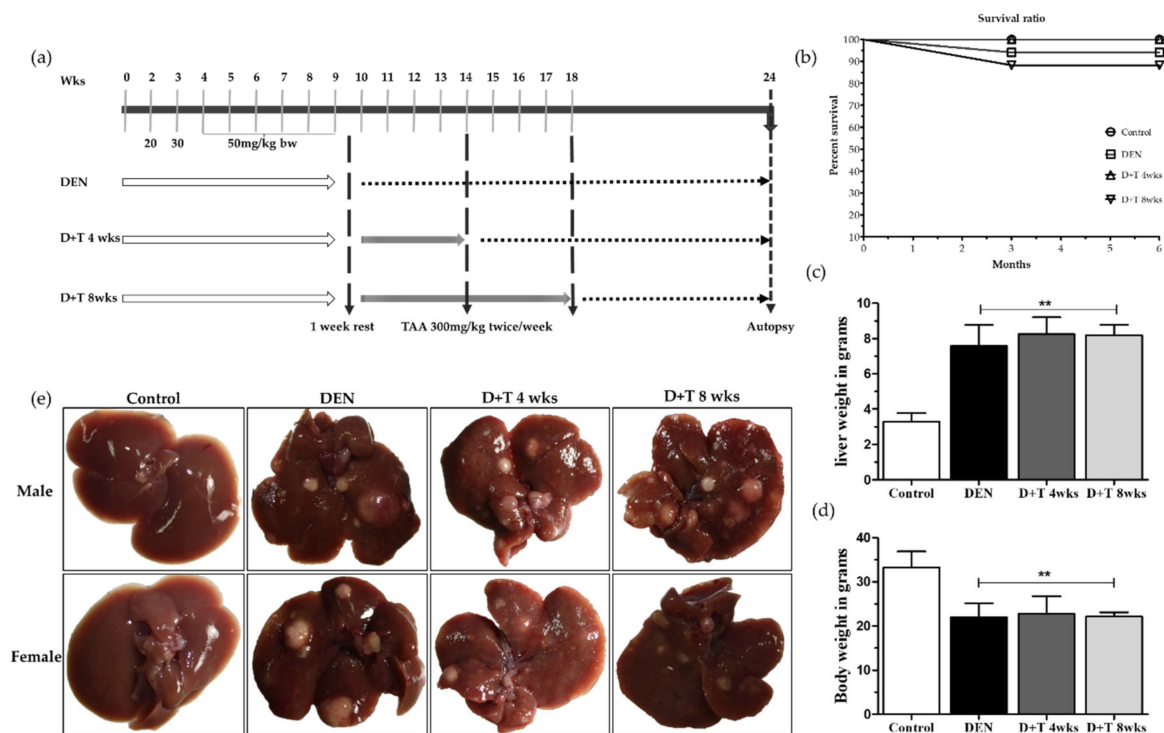 (a)
Wks
0 2 3 4 5 6 7 8 9 10 11 12 13 14 15 16 17 18 24
20 30 50mg/kg bw
DEN
D+T 4 wks
D+T 8wks
1 week rest TAA 300mg/kg twice/week Autopsy
(b)
Survival ratio
Percent survival
100
90
80
70
60
50
40
30
20
10
0 1 2 3 4 5 6
Months
Control
DEN
D+T 4wks
D+T 8wks
(c)
liver weight in grams
10
8
6
4
2
0
**
Control DEN D+T 4wks D+T 8wks
(d)
Body weight in grams
40
30
20
10
0
**
Control DEN D+T 4wks D+T 8wks
(e)
Control DEN D+T 4 wks D+T 8 wks
Male
Female